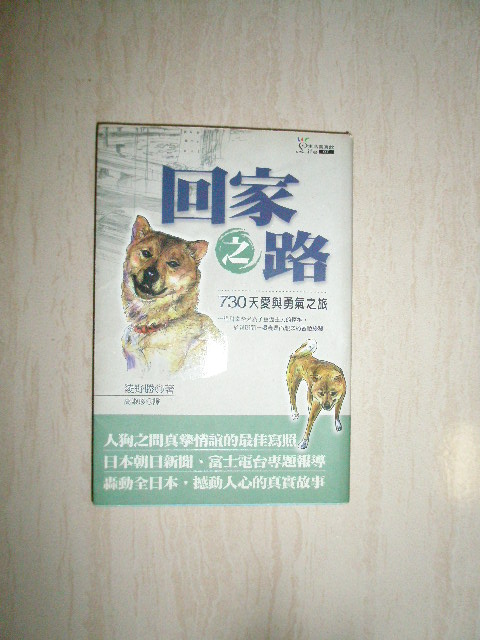 回家
之路
730天愛與勇氣之旅
著
人狗之間真摯情誼的最佳寫照
日本朝日新聞、富士電台專題報導
轟動全日本，撼動人心的真實故事